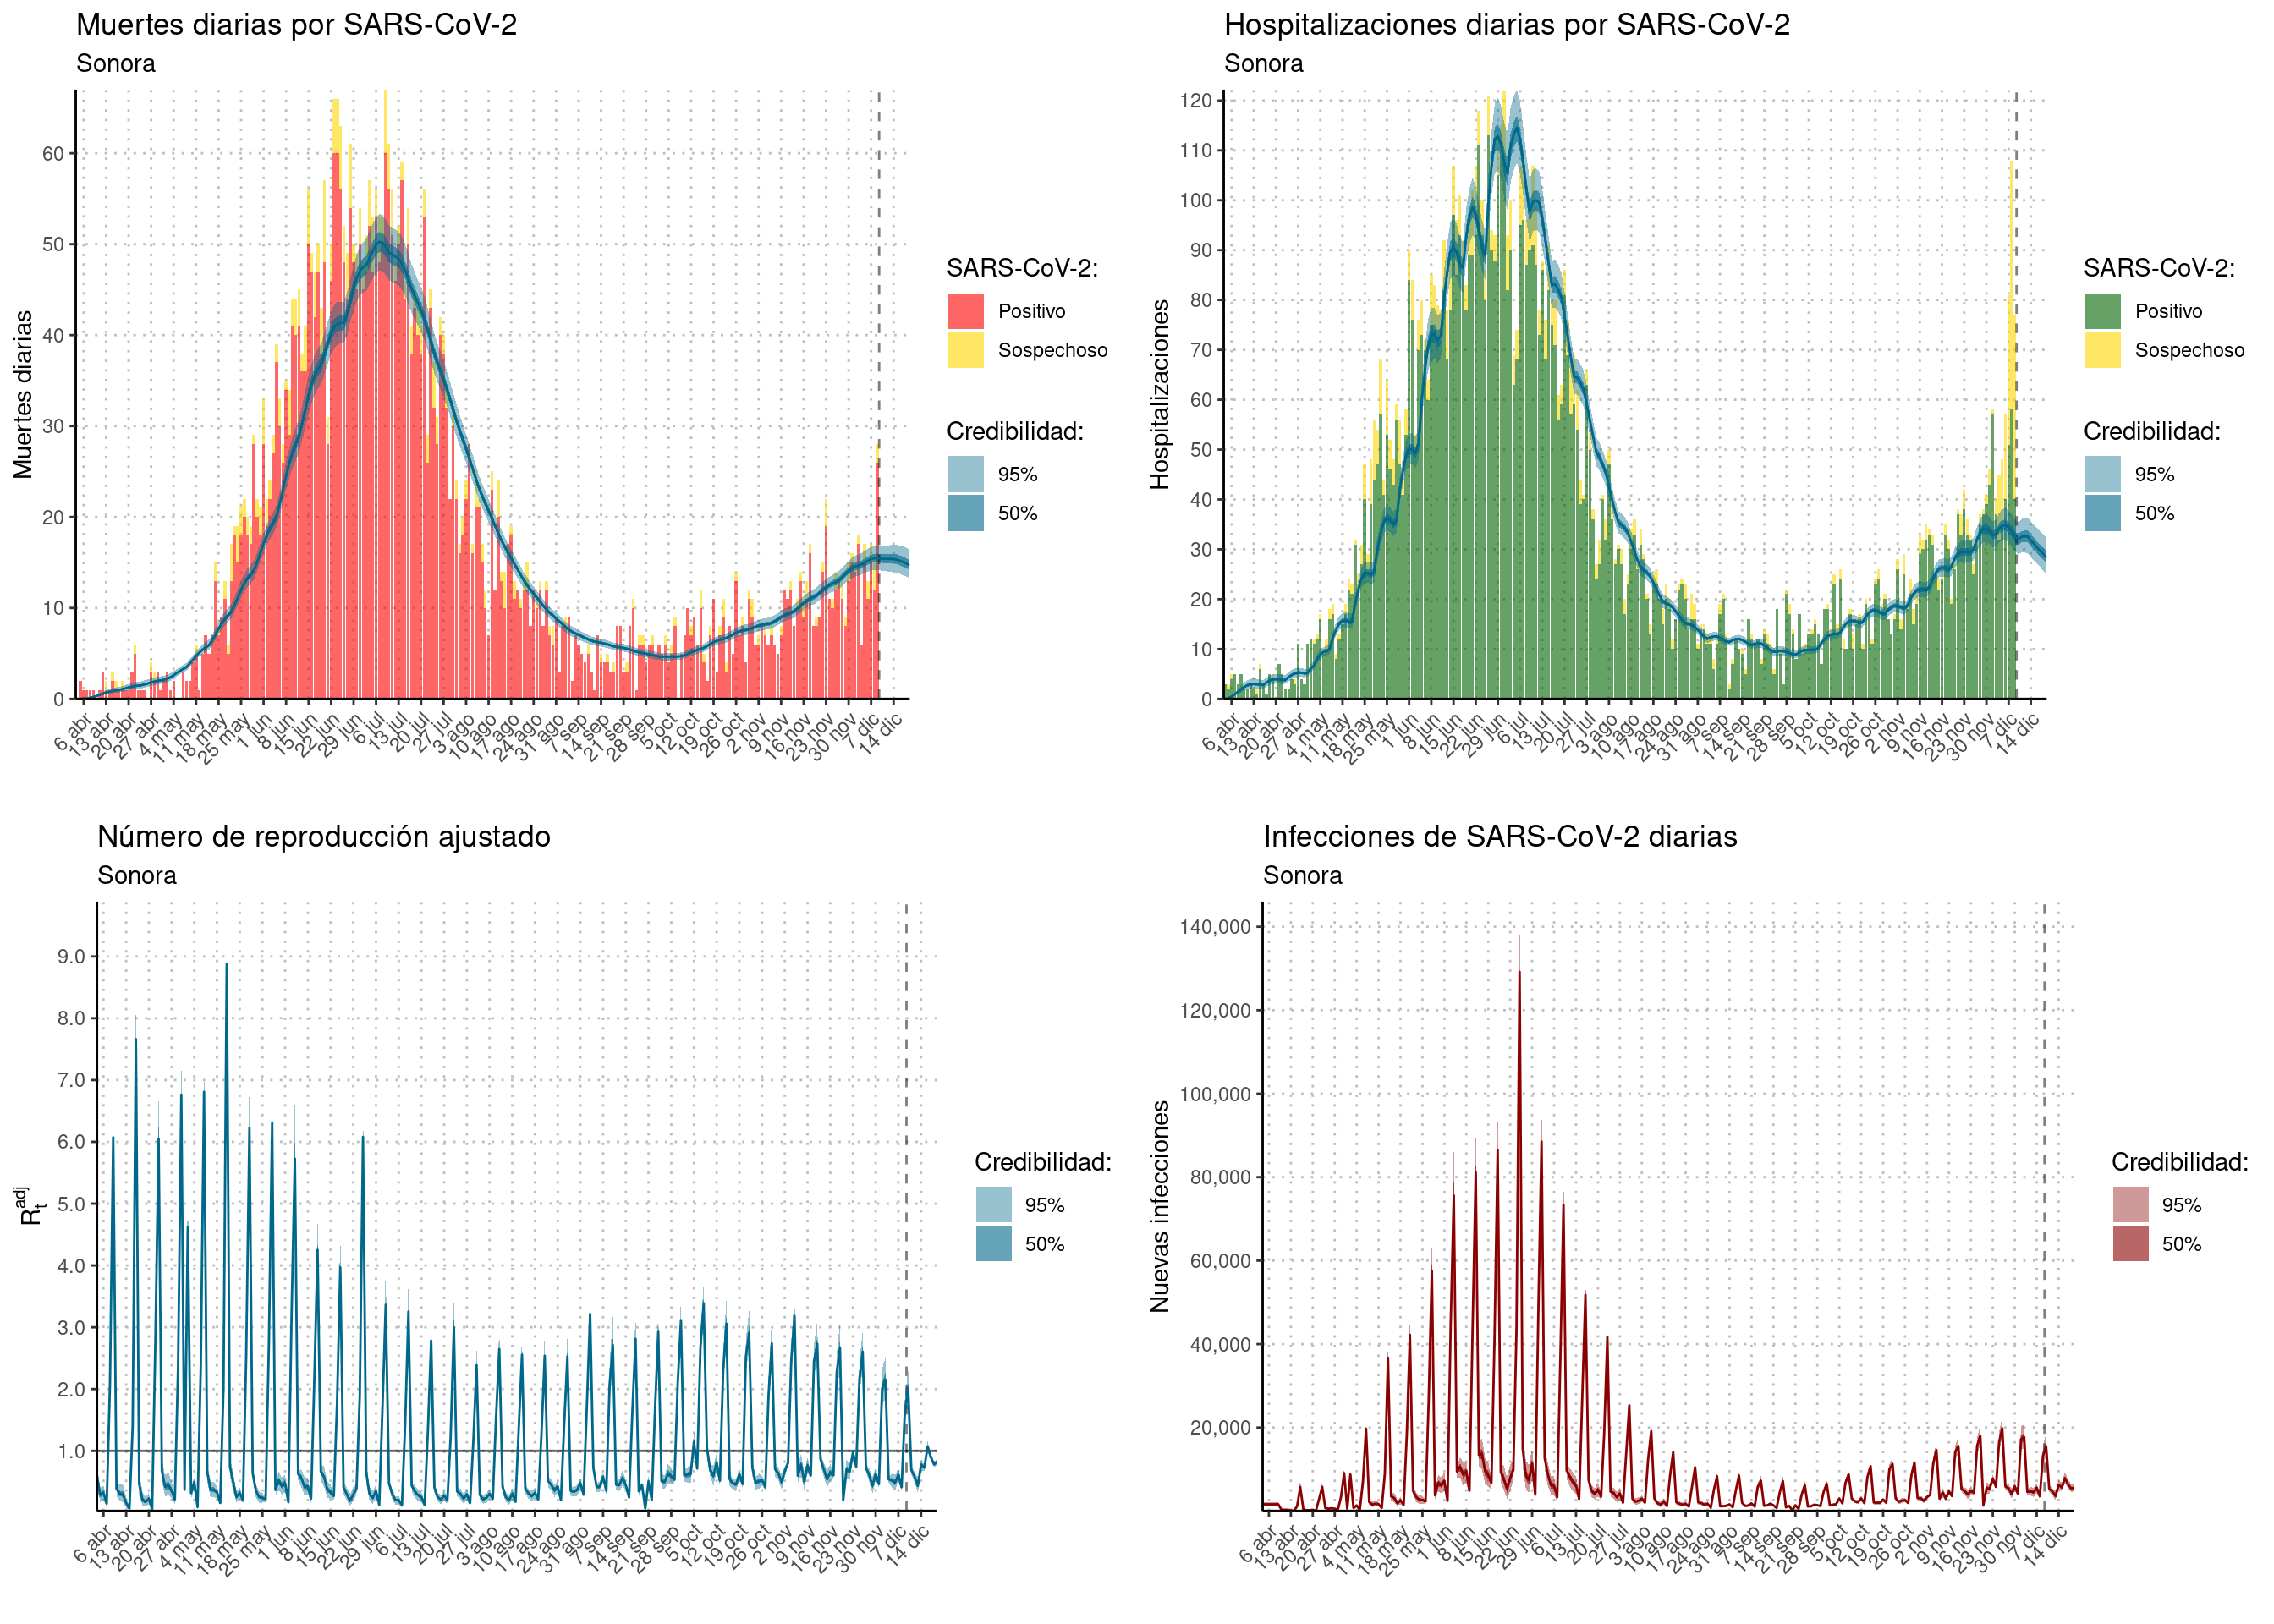 Muertes diarias por SARS-CoV-2
Sonora
Muertes diarias
60
50
40
30
20
10
0
6 abr
13 abr
20 abr
27 abr
4 may
11 may
18 may
25 may
1 jun
8 jun
15 jun
22 jun
29 jun
6 jul
13 jul
20 jul
27 jul
3 ago
10 ago
17 ago
24 ago
31 ago
7 sep
14 sep
21 sep
28 sep
5 oct
12 oct
19 oct
26 oct
2 nov
9 nov
16 nov
23 nov
30 nov
7 dic
14 dic
SARS-CoV-2:
Positivo
Sospechoso
Credibilidad:
95%
50%
Hospitalizaciones diarias por SARS-CoV-2
Sonora
Hospitalizaciones
120
110
100
90
80
70
60
50
40
30
20
10
0
6 abr
13 abr
20 abr
27 abr
4 may
11 may
18 may
25 may
1 jun
8 jun
15 jun
22 jun
29 jun
6 jul
13 jul
20 jul
27 jul
3 ago
10 ago
17 ago
24 ago
31 ago
7 sep
14 sep
21 sep
28 sep
5 oct
12 oct
19 oct
26 oct
2 nov
9 nov
16 nov
23 nov
30 nov
7 dic
14 dic
SARS-CoV-2:
Positivo
Sospechoso
Credibilidad:
95%
50%
Número de reproducción ajustado
Sonora
R_t^adj
9.0
8.0
7.0
6.0
5.0
4.0
3.0
2.0
1.0
6 abr
13 abr
20 abr
27 abr
4 may
11 may
18 may
25 may
1 jun
8 jun
15 jun
22 jun
29 jun
6 jul
13 jul
20 jul
27 jul
3 ago
10 ago
17 ago
24 ago
31 ago
7 sep
14 sep
21 sep
28 sep
5 oct
12 oct
19 oct
26 oct
2 nov
9 nov
16 nov
23 nov
30 nov
7 dic
14 dic
Credibilidad:
95%
50%
Infecciones de SARS-CoV-2 diarias
Sonora
Nuevas infecciones
140,000
120,000
100,000
80,000
60,000
40,000
20,000
6 abr
13 abr
20 abr
27 abr
4 may
11 may
18 may
25 may
1 jun
8 jun
15 jun
22 jun
29 jun
6 jul
13 jul
20 jul
27 jul
3 ago
10 ago
17 ago
24 ago
31 ago
7 sep
14 sep
21 sep
28 sep
5 oct
12 oct
19 oct
26 oct
2 nov
9 nov
16 nov
23 nov
30 nov
7 dic
14 dic
Credibilidad:
95%
50%